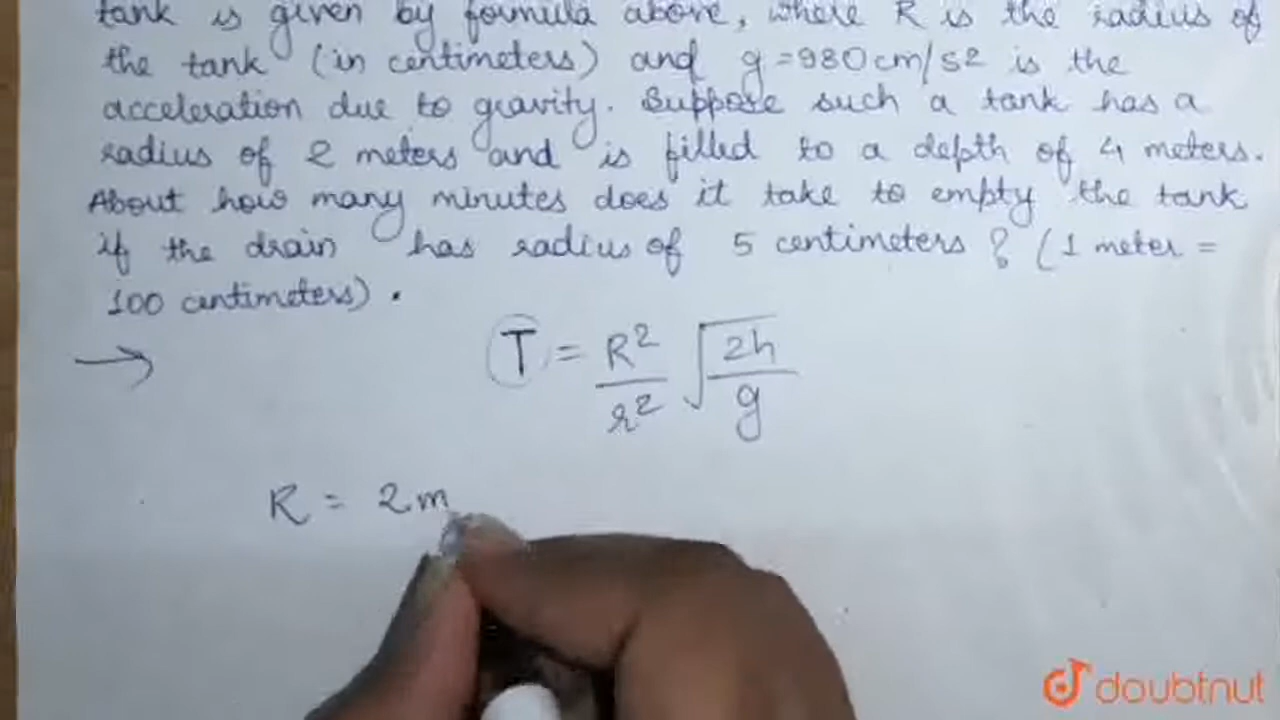 tank is given by formula above, where R is the radius of
the tank (in centimeters) and g=980cm/s2 is the
acceleration due to gravity. Suppose such a tank has a
radius of 2 meters and is filled to a depth of 4 meters.
About how many minutes does it take to empty the tank
if the drain has radius of 5 centimeters? (1 meter =
100 centimeters).
→ T = R²/r² √(2h/g)
R = 2m
doubtnut